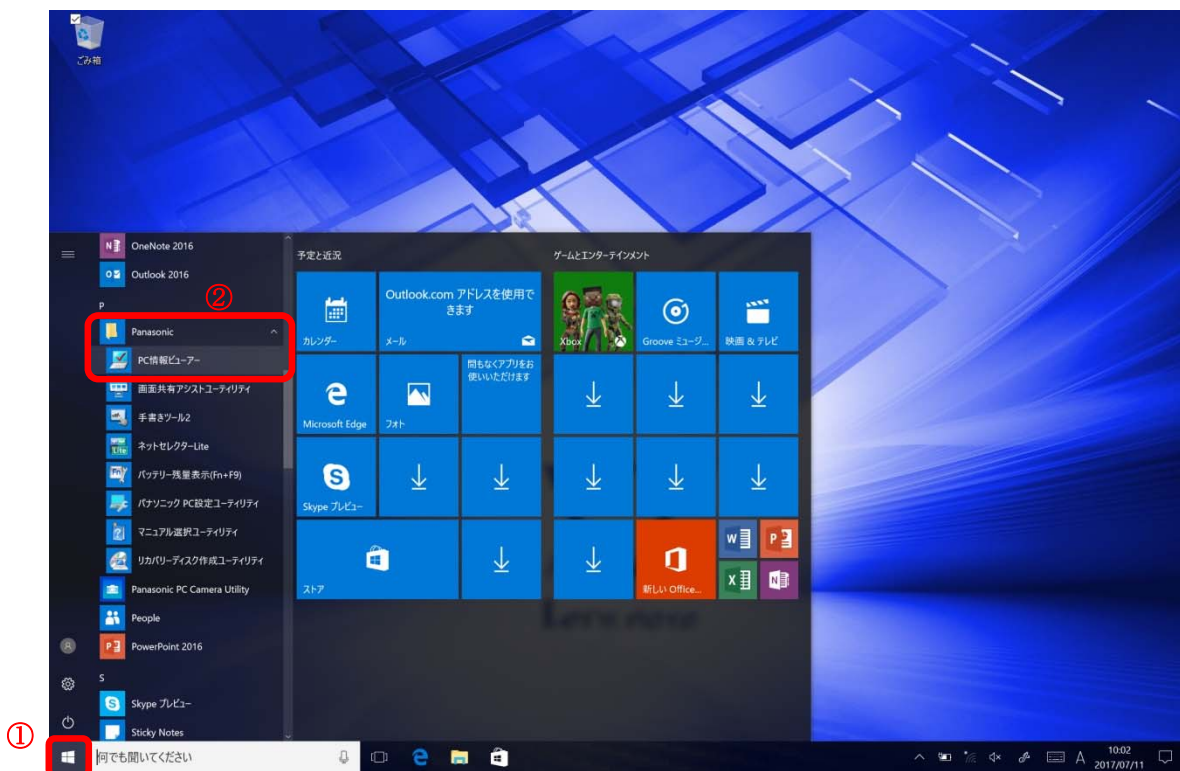 ごみ箱
OneNote 2016
Outlook 2016
P
②
Panasonic
PC情報ビューアー
画面共有アシストユーティリティ
手書きツール2
ネットセレクターLite
バッテリー残量表示(Fn+F9)
パナソニック PC設定ユーティリティ
マニュアル選択ユーティリティ
リカバリーディスク作成ユーティリティ
Panasonic PC Camera Utility
People
PowerPoint 2016
S
Skype プレビュー
Sticky Notes
予定と近況
カレンダー
Outlook.com アドレスを使用で
きます
メール
Microsoft Edge
フォト
間もなくアプリをお
使いいただけます
Skype プレビュー
ストア
ゲームとエンターテインメント
Xbox
Groove ミュージ...
映画 & テレビ
新しい Office...
①
何でも聞いてください
A
10:02
2017/07/11